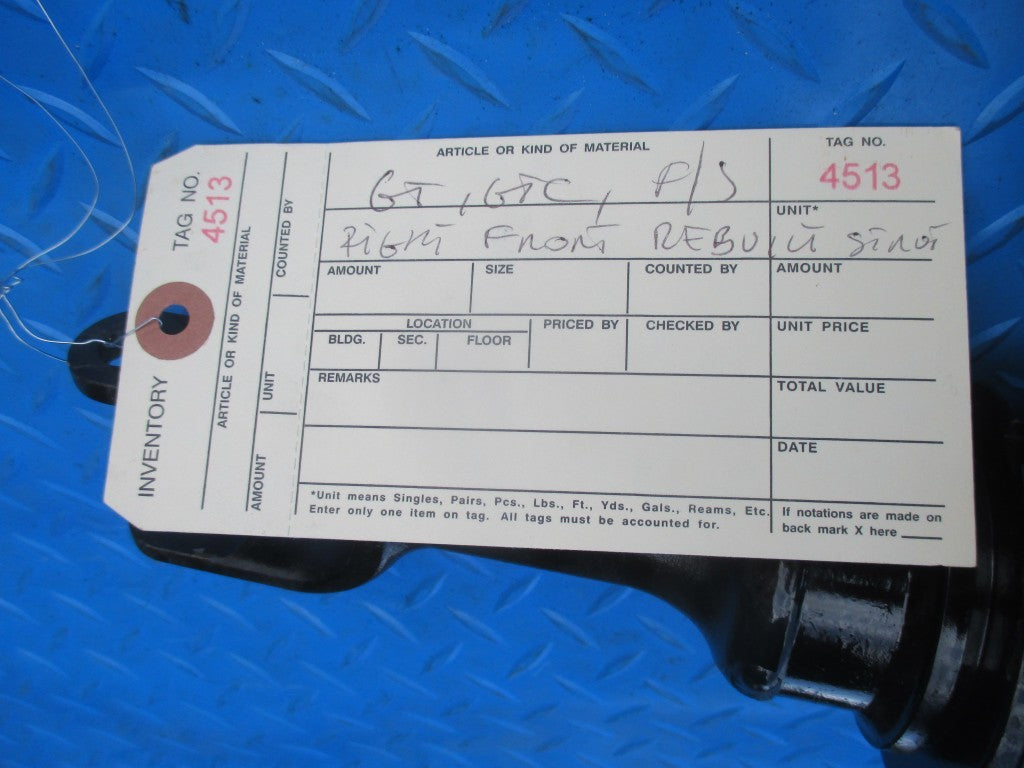 ARTICLE OR KIND OF MATERIAL
TAG NO.
4513
GT, GTC, P/S
UNIT*
RIGHT FRONT REBUILT STRUT
AMOUNT SIZE COUNTED BY AMOUNT
LOCATION PRICED BY CHECKED BY UNIT PRICE
BLDG. SEC. FLOOR
REMARKS TOTAL VALUE
DATE
*Unit means Singles, Pairs, Pcs., Lbs., Ft., Yds., Gals., Reams, Etc.
Enter only one item on tag. All tags must be accounted for.
If notations are made on
back mark X here
INVENTORY TAG NO. 4513
ARTICLE OR KIND OF MATERIAL
AMOUNT UNIT COUNTED BY